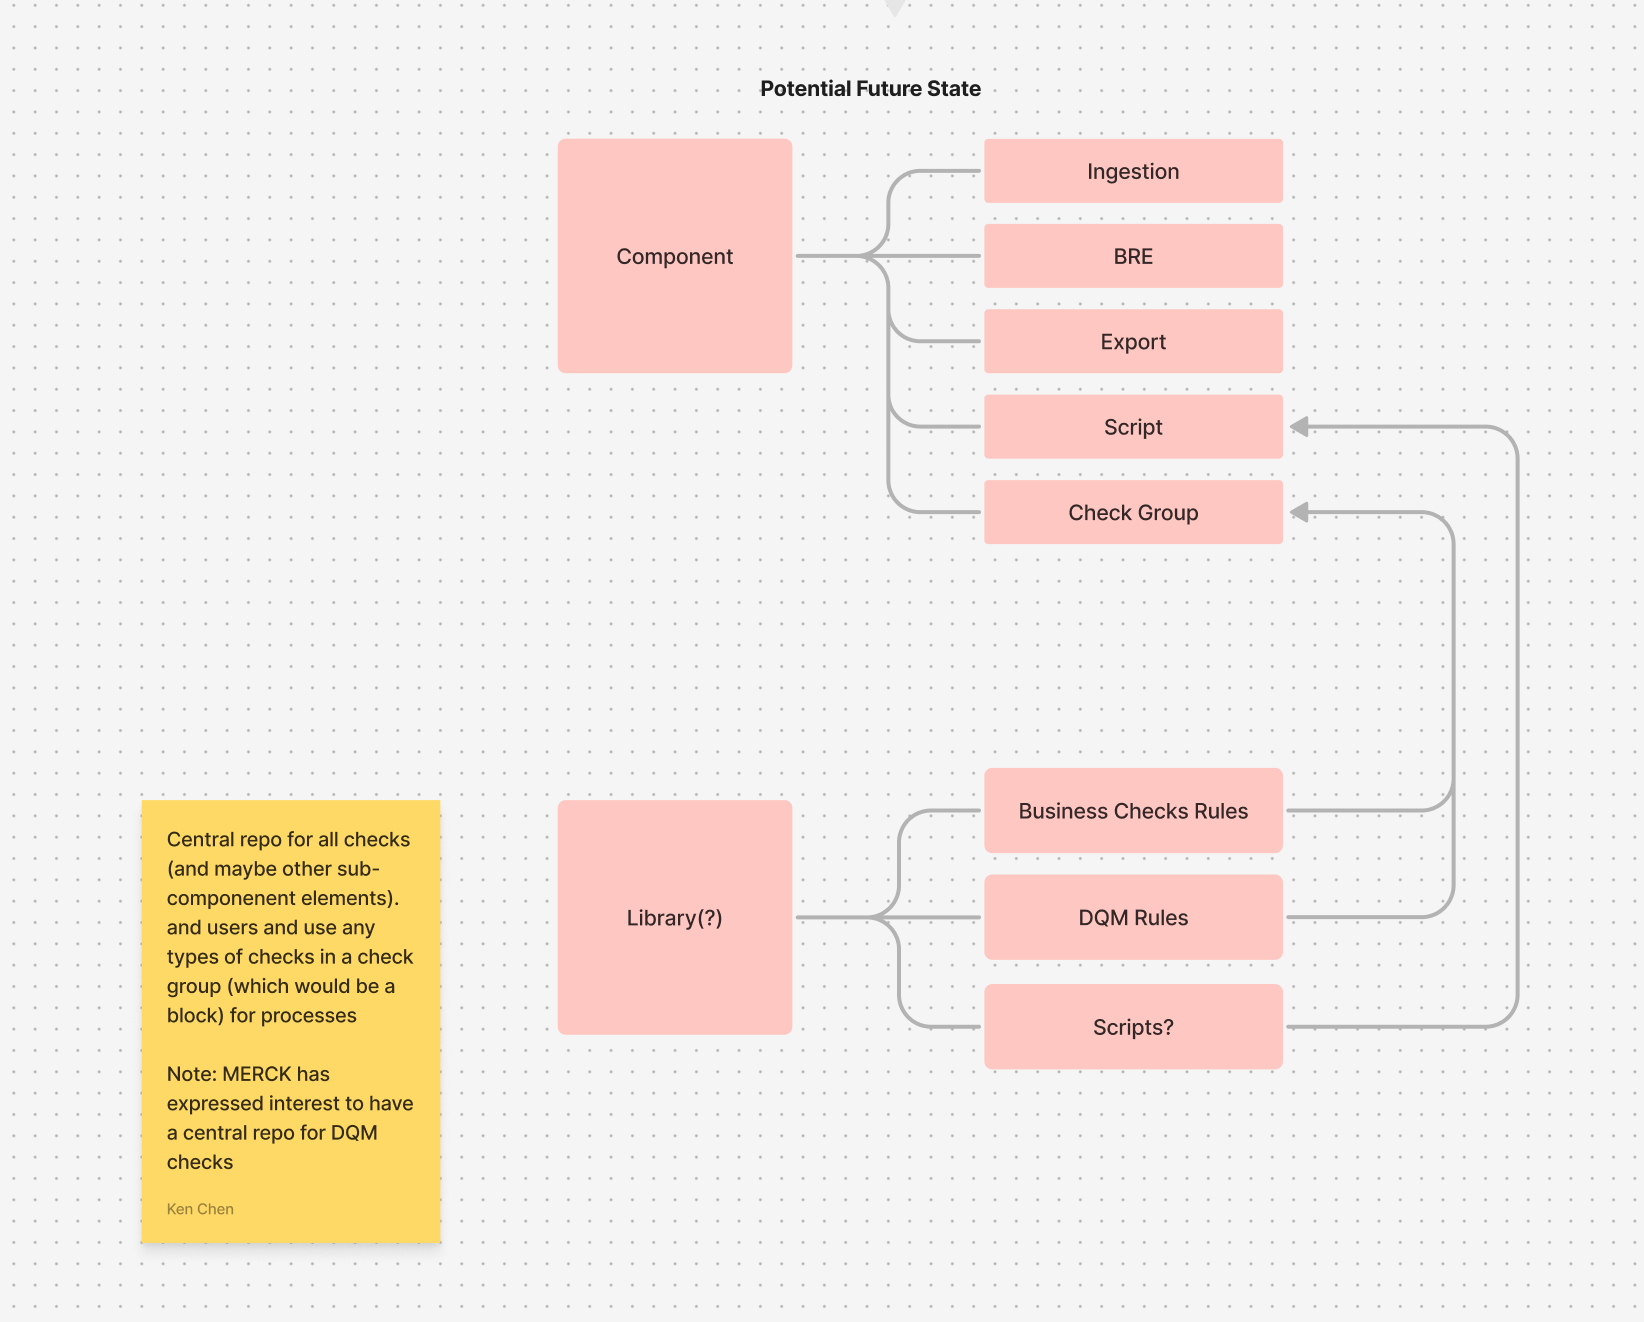 Potential Future State
Component
Ingestion
BRE
Export
Script
Check Group
Central repo for all checks
(and maybe other sub-
componenent elements).
and users and use any
types of checks in a check
group (which would be a
block) for processes
Note: MERCK has
expressed interest to have
a central repo for DQM
checks
Ken Chen
Library(?)
Business Checks Rules
DQM Rules
Scripts?